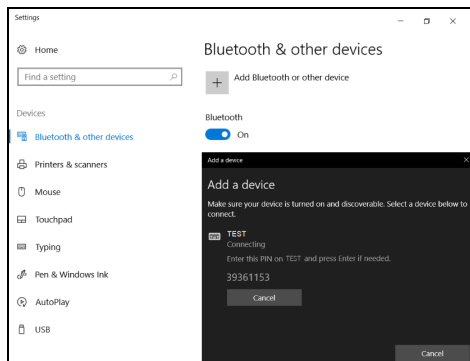 Settings
Home
Find a setting
Devices
Bluetooth & other devices
Printers & scanners
Mouse
Touchpad
Typing
Pen & Windows Ink
AutoPlay
USB
Bluetooth & other devices
Add Bluetooth or other device
Bluetooth
On
Add a device
Add a device
Make sure your device is turned on and discoverable. Select a device below to
connect.
TEST
Connecting
Enter this PIN on TEST and press Enter if needed.
39361153
Cancel
Cancel